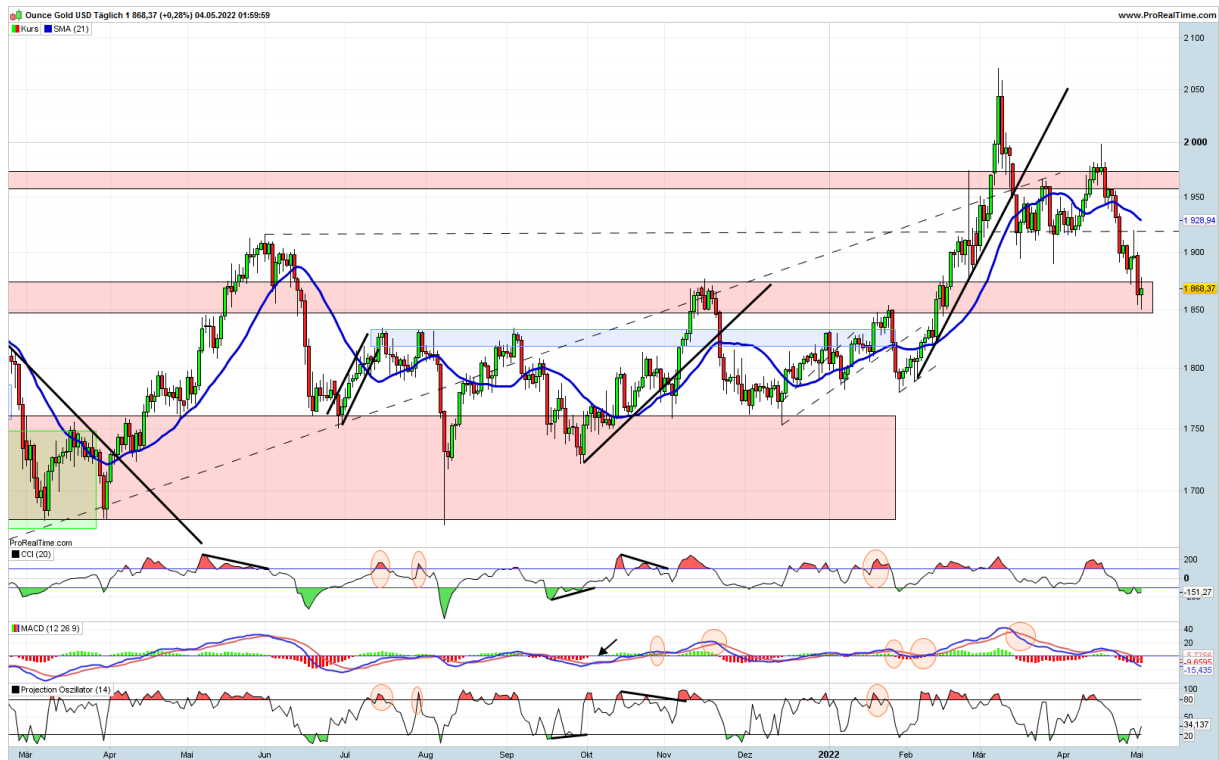 Ounce Gold USD Täglich 1 868,37 (+0,28%) 04.05.2022 01:59:59
www.ProRealTime.com
Kurs SMA (21)
2 100
2 050
2 000
1 950
1 928,94
1 900
1 868,37
1 850
1 800
1 750
1 700
ProRealTime.com
CCI (20)
200
0
-151,27
MACD (12 26 9)
40
20
-9,6595
-15,435
Projection Oszillator (14)
100
80
50
34,137
20
Mär Apr Mai Jun Jul Aug Sep Okt Nov Dez 2022 Feb Mär Apr Mai